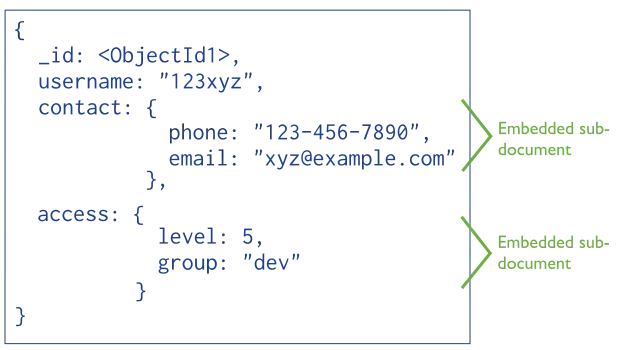 {
_id: <ObjectId1>,
username: "123xyz",
contact: {
phone: "123-456-7890",
email: "xyz@example.com"
},
access: {
level: 5,
group: "dev"
}
}
Embedded sub-
document
Embedded sub-
document